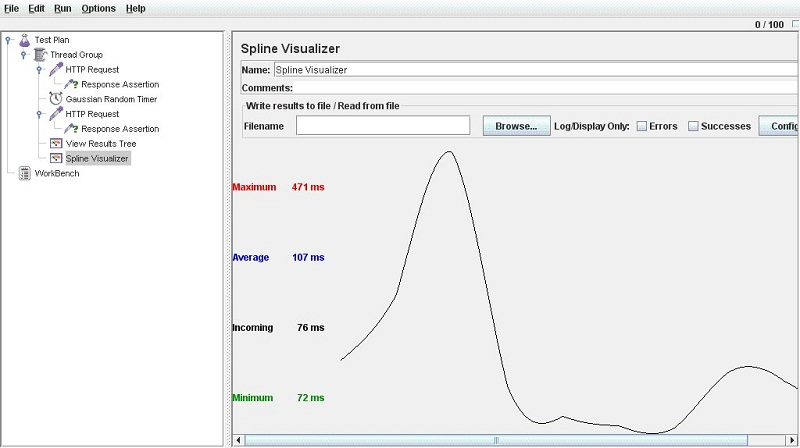 File Edit Run Options Help
0 / 100
Test Plan
Thread Group
HTTP Request
Response Assertion
Gaussian Random Timer
HTTP Request
Response Assertion
View Results Tree
Spline Visualizer
WorkBench
Spline Visualizer
Name: Spline Visualizer
Comments:
Write results to file / Read from file
Filename Browse... Log/Display Only: Errors Successes Config
Maximum 471 ms
Average 107 ms
Incoming 76 ms
Minimum 72 ms